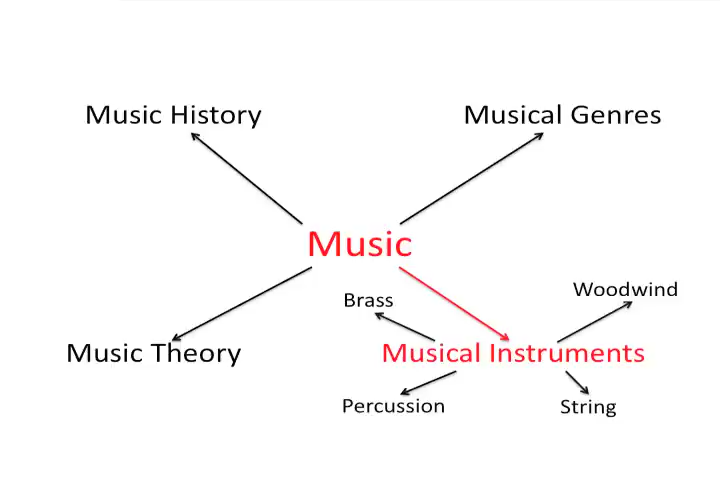 Music History
Musical Genres
Music
Brass
Woodwind
Music Theory
Musical Instruments
Percussion
String